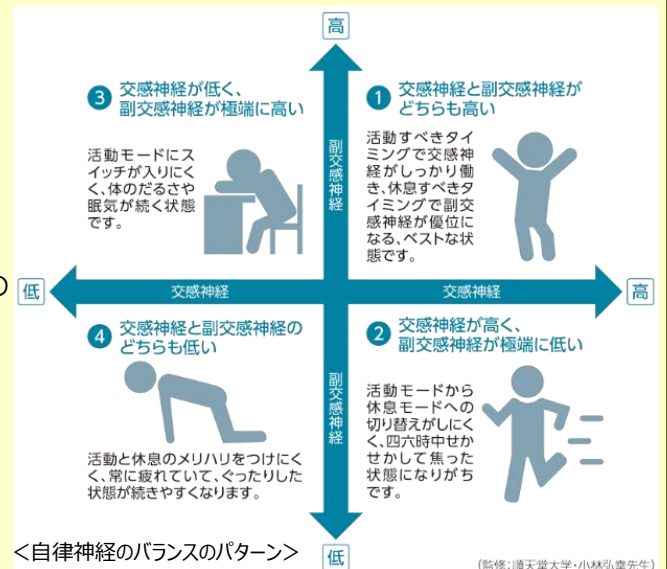 高
③ 交感神経が低く、
副交感神経が極端に高い
活動モードにス
イッチが入りにく
く、体のだるさや
眠気が続く状態
です。
副交感神経
① 交感神経と副交感神経が
どちらも高い
活動すべきタイ
ミングで交感神
経がしっかり働
き、休息すべきタ
イミングで副交
感神経が優位に
なる、ベストな状
態です。
の
低
交感神経
交感神経
高
④ 交感神経と副交感神経の
どちらも低い
活動と休息のメリハリをつけにく
く、常に疲れていて、ぐったりした
状態が続きやすくなります。
副交感神経
② 交感神経が高く、
副交感神経が極端に低い
活動モードから
休息モードへの
切り替えがしにく
く、四六時中せか
せかして焦った
状態になりがち
です。
＜自律神経のバランスのパターン＞
低
(監修：順天堂大学・小林弘幸先生)